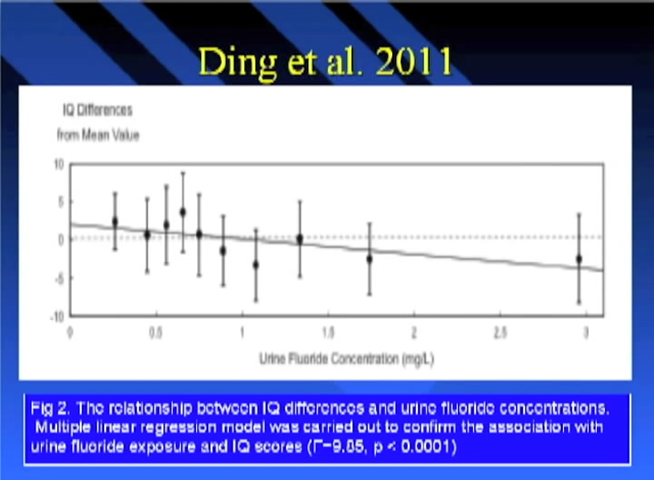 Ding et al. 2011
IQ Differences
from Mean Value
10
5
0
-5
-10
0
0.5
1
1.5
2
2.5
3
Urine Fluoride Concentration (mg/L)
Fig 2. The relationship between IQ differences and urine fluoride concentrations.
Multiple linear regression model was carried out to confirm the association with
urine fluoride exposure and IQ scores (F=9.85, p < 0.0001)